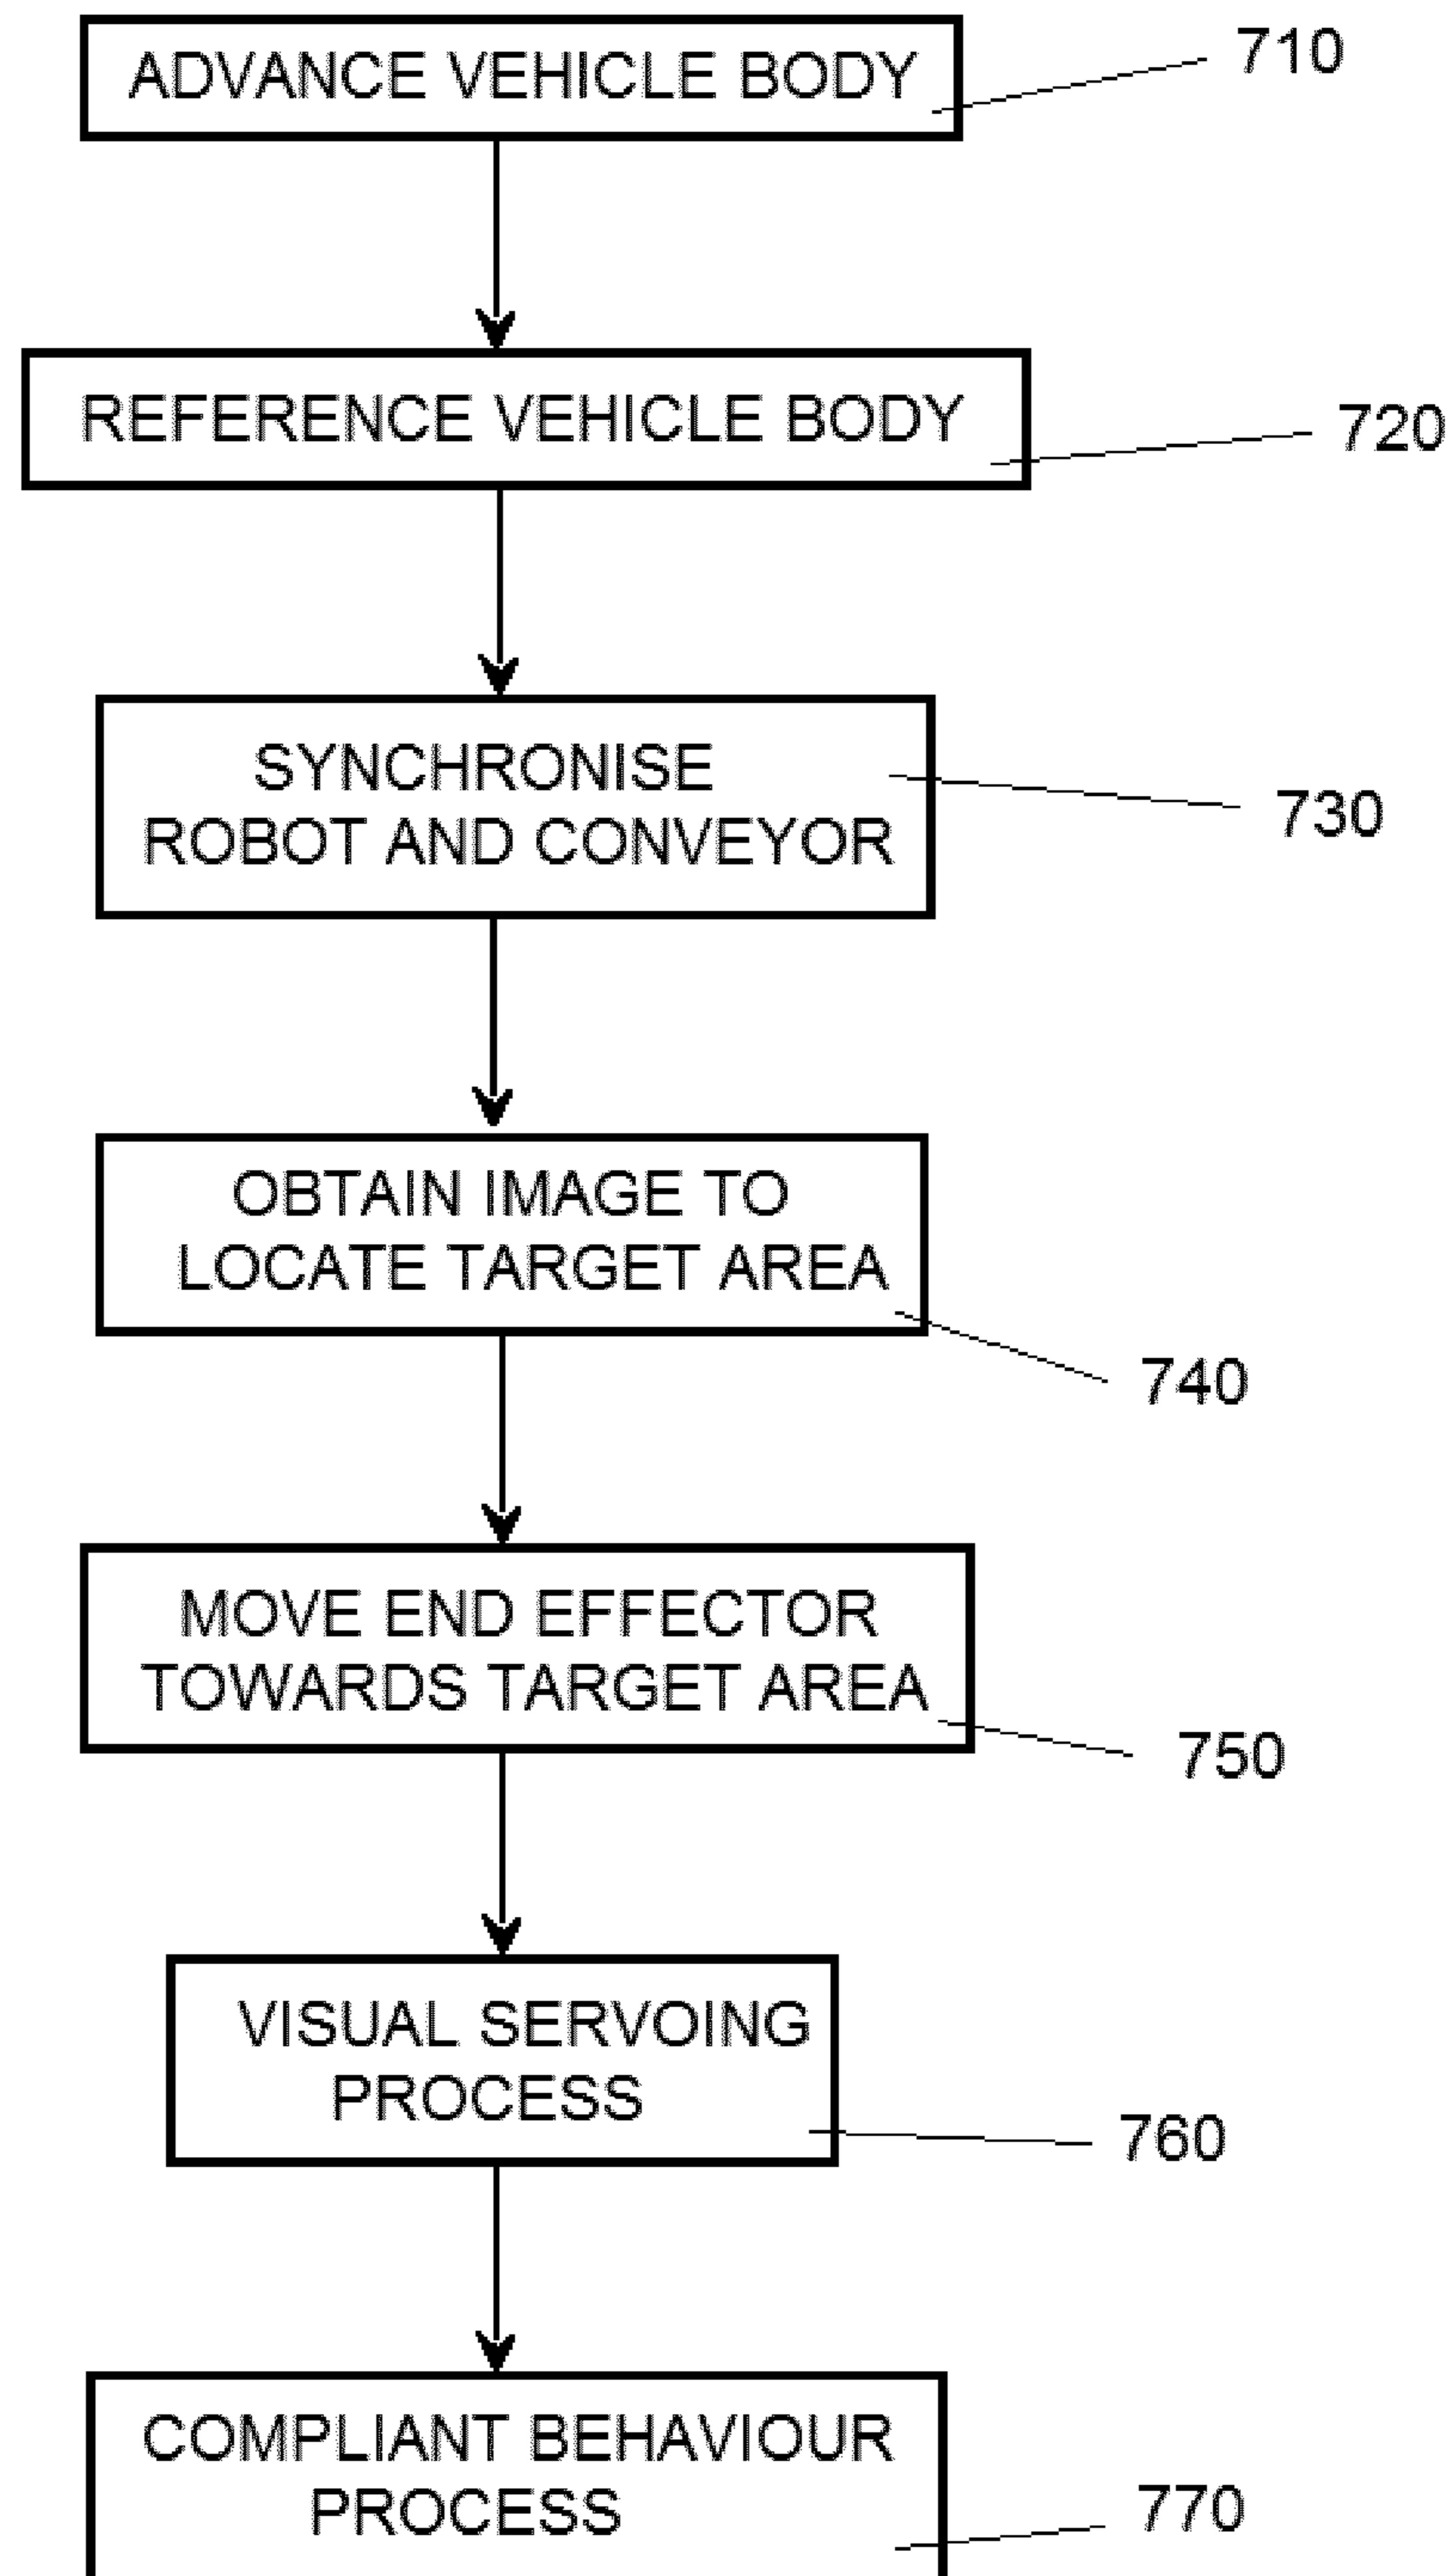 ADVANCE VEHICLE BODY
710
REFERENCE VEHICLE BODY
720
SYNCHRONISE
ROBOT AND CONVEYOR
730
OBTAIN IMAGE TO
LOCATE TARGET AREA
740
MOVE END EFFECTOR
TOWARDS TARGET AREA
750
VISUAL SERVOING
PROCESS
760
COMPLIANT BEHAVIOUR
PROCESS
770